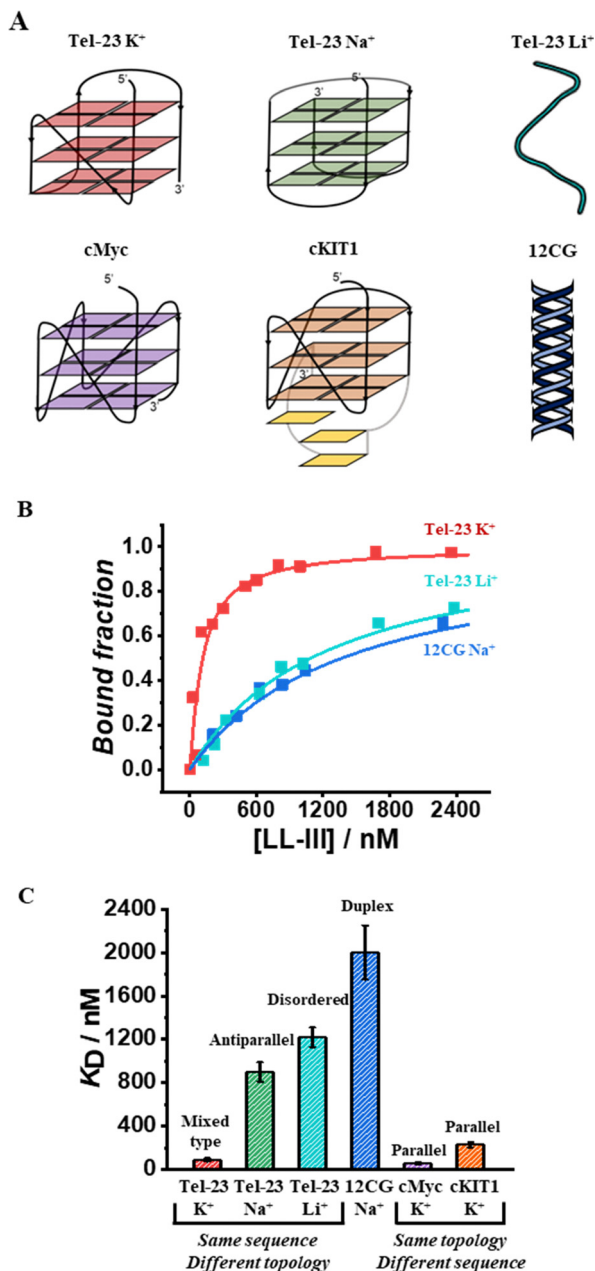 A
Tel-23 K⁺
Tel-23 Na⁺
Tel-23 Li⁺
5'
3'
3'
5'
cMyc
cKIT1
12CG
5'
3'
5'
3'
B
Bound fraction
1.0
0.8
0.6
0.4
0.2
0.0
Tel-23 K⁺
Tel-23 Li⁺
12CG Na⁺
0 600 1200 1800 2400
[LL-III] / nM
C
K_D / nM
2400
2000
1600
1200
800
400
0
Mixed type
Antiparallel
Disordered
Duplex
Parallel
Parallel
Tel-23 Tel-23 Tel-23 12CG cMyc cKIT1
K⁺ Na⁺ Li⁺ Na⁺ K⁺ K⁺
Same sequence Same topology
Different topology Different sequence